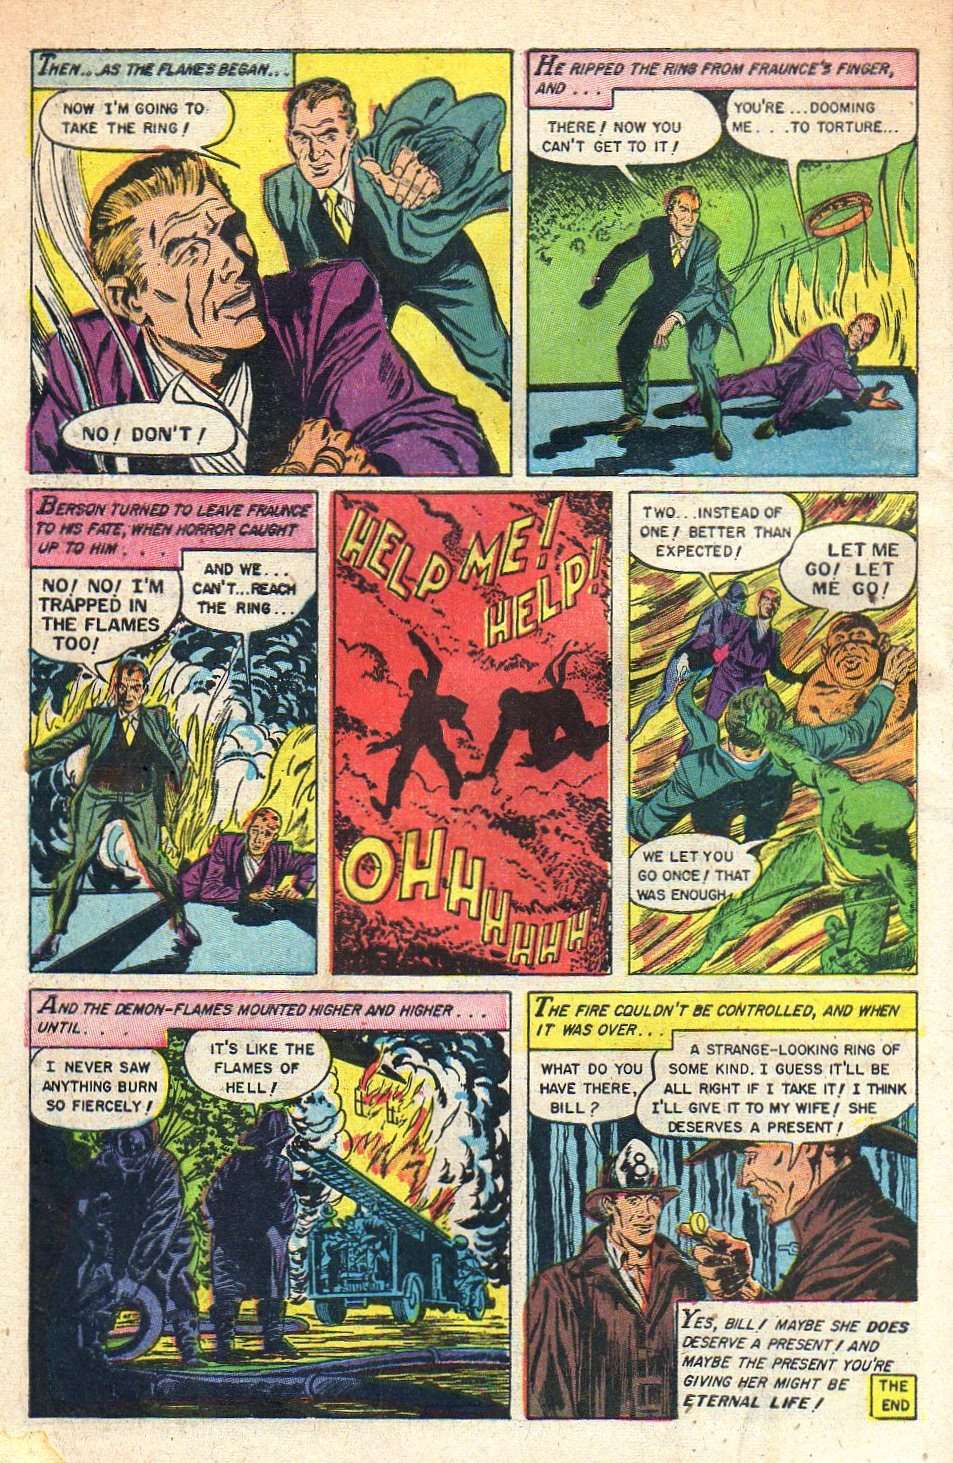 THEN... AS THE FLAMES BEGAN...
NOW I'M GOING TO
TAKE THE RING!
NO! DON'T!
HE RIPPED THE RING FROM FRAUNCE'S FINGER,
AND . . .
THERE! NOW YOU
CAN'T GET TO IT!
YOU'RE...DOOMING
ME. . .TO TORTURE...
BERSON TURNED TO LEAVE FRAUNCE
TO HIS FATE, WHEN HORROR CAUGHT
UP TO HIM . . .
NO! NO! I'M
TRAPPED IN
THE FLAMES
TOO!
AND WE...
CAN'T...REACH
THE RING...
HELP ME!
HELP!
OHHHHHHH!
TWO...INSTEAD OF
ONE! BETTER THAN
EXPECTED!
LET ME
GO! LET
ME GO!
WE LET YOU
GO ONCE! THAT
WAS ENOUGH.
AND THE DEMON-FLAMES MOUNTED HIGHER AND HIGHER . . .
UNTIL. . .
I NEVER SAW
ANYTHING BURN
SO FIERCELY!
IT'S LIKE THE
FLAMES OF
HELL!
THE FIRE COULDN'T BE CONTROLLED, AND WHEN
IT WAS OVER...
WHAT DO YOU
HAVE THERE,
BILL?
A STRANGE-LOOKING RING OF
SOME KIND. I GUESS IT'LL BE
ALL RIGHT IF I TAKE IT! I THINK
I'LL GIVE IT TO MY WIFE! SHE
DESERVES A PRESENT!
8
YES, BILL! MAYBE SHE DOES
DESERVE A PRESENT! AND
MAYBE THE PRESENT YOU'RE
GIVING HER MIGHT BE
ETERNAL LIFE!
THE
END